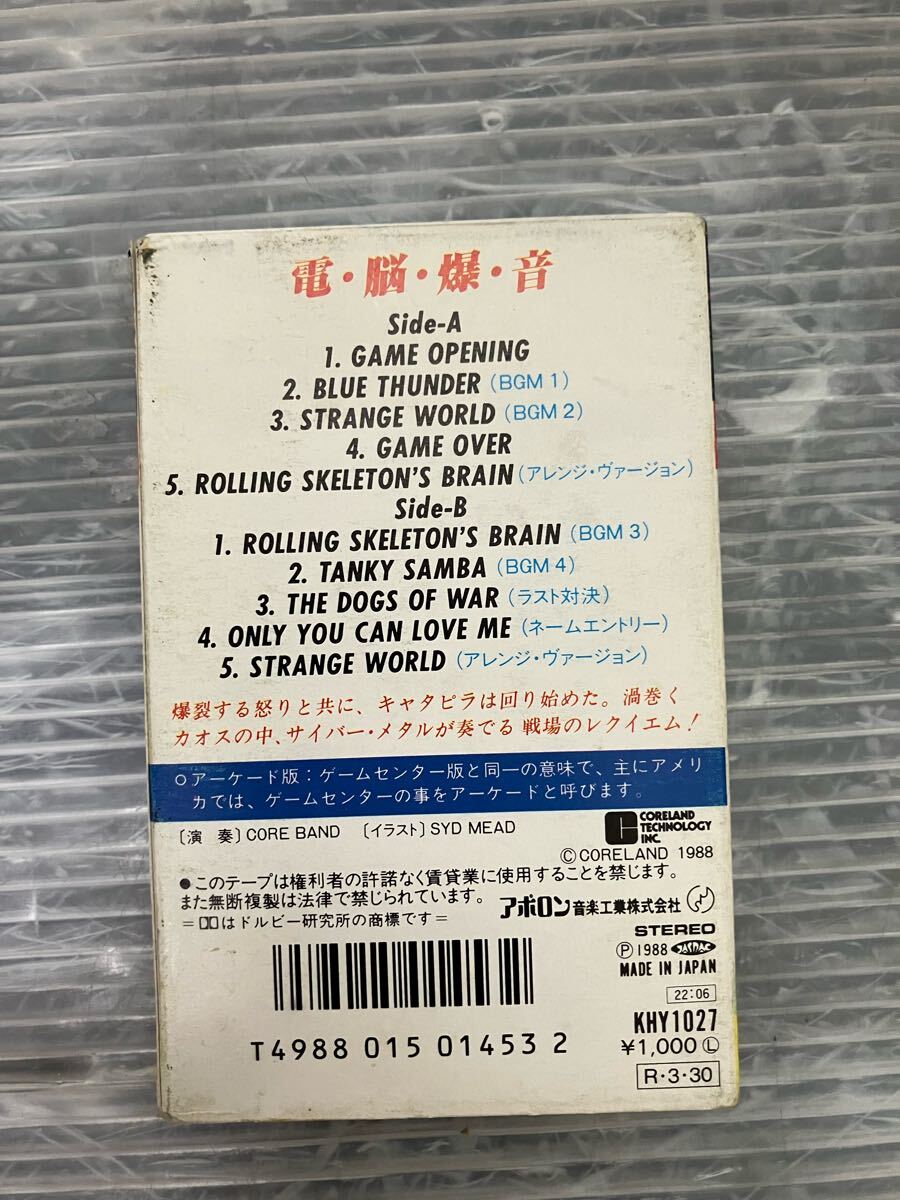 電・脳・爆・音
Side-A
1. GAME OPENING
2. BLUE THUNDER (BGM 1)
3. STRANGE WORLD (BGM 2)
4. GAME OVER
5. ROLLING SKELETON'S BRAIN (アレンジ・ヴァージョン)
Side-B
1. ROLLING SKELETON'S BRAIN (BGM 3)
2. TANKY SAMBA (BGM 4)
3. THE DOGS OF WAR (ラスト対決)
4. ONLY YOU CAN LOVE ME (ネームエントリー)
5. STRANGE WORLD (アレンジ・ヴァージョン)
爆裂する怒りと共に、キャタピラは回り始めた。渦巻く
カオスの中、サイバー・メタルが奏でる 戦場のレクイエム!
○アーケード版:ゲームセンター版と同一の意味で、主にアメリ
カでは、ゲームセンターの事をアーケードと呼びます。
〔演 奏〕CORE BAND 〔イラスト〕SYD MEAD
CORELAND
TECHNOLOGY
INC.
©CORELAND 1988
●このテープは権利者の許諾なく賃貸業に使用することを禁じます。
また無断複製は法律で禁じられています。
アポロン音楽工業株式会社
=はドルビー研究所の商標です=
STEREO
Ⓟ1988 JASRAC
MADE IN JAPAN
22:06
KHY1027
¥1,000 Ⓛ
R・3・30
T4988 015 01453 2